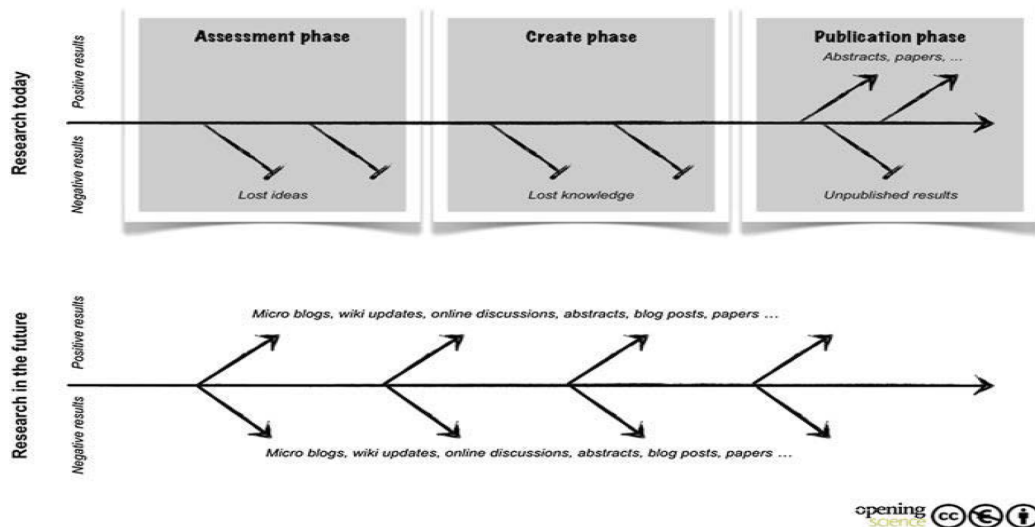 Assessment phase
Create phase
Publication phase
Abstracts, papers, ...
Research today
Positive results
Negative results
Lost ideas
Lost knowledge
Unpublished results
Research in the future
Positive results
Negative results
Micro blogs, wiki updates, online discussions, abstracts, blog posts, papers ...
Micro blogs, wiki updates, online discussions, abstracts, blog posts, papers ...
opening
science
cc